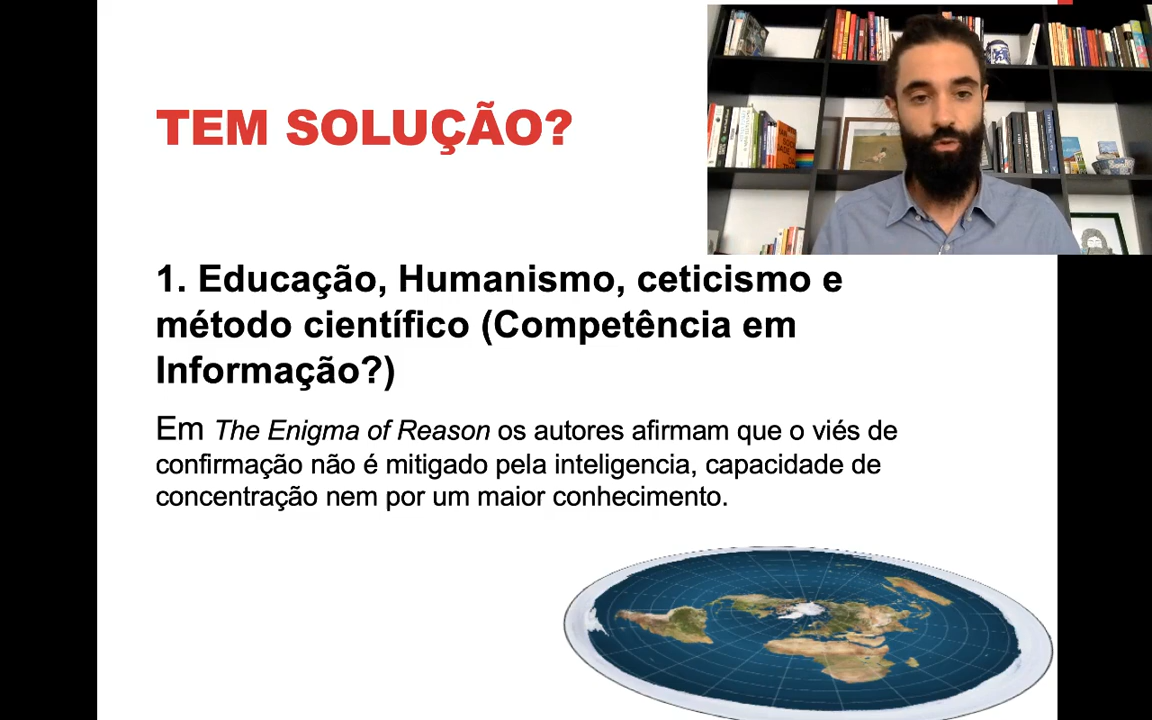 TEM SOLUÇÃO?
1. Educação, Humanismo, ceticismo e
método científico (Competência em
Informação?)
Em The Enigma of Reason os autores afirmam que o viés de
confirmação não é mitigado pela inteligencia, capacidade de
concentração nem por um maior conhecimento.